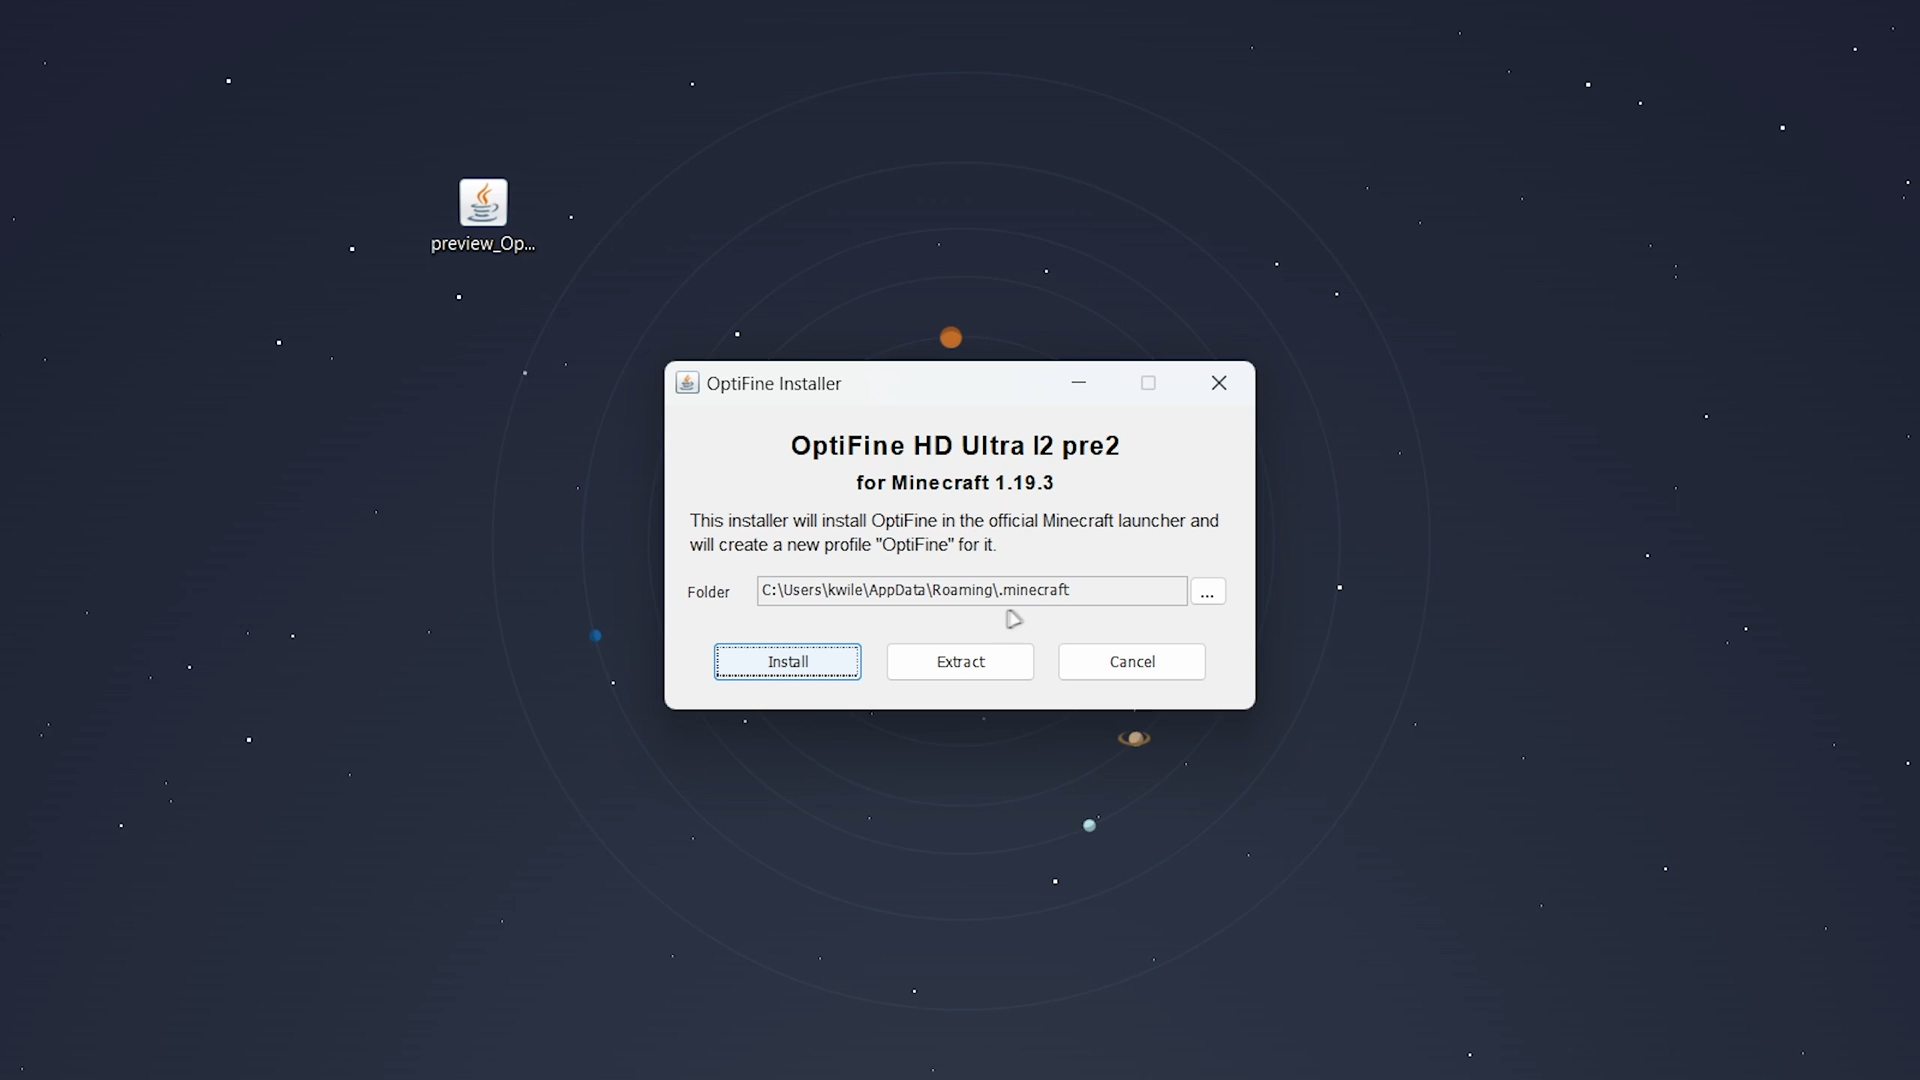 preview_Op...
OptiFine Installer
OptiFine HD Ultra I2 pre2
for Minecraft 1.19.3
This installer will install OptiFine in the official Minecraft launcher and
will create a new profile "OptiFine" for it.
Folder C:\Users\kwile\AppData\Roaming\.minecraft ...
Install Extract Cancel